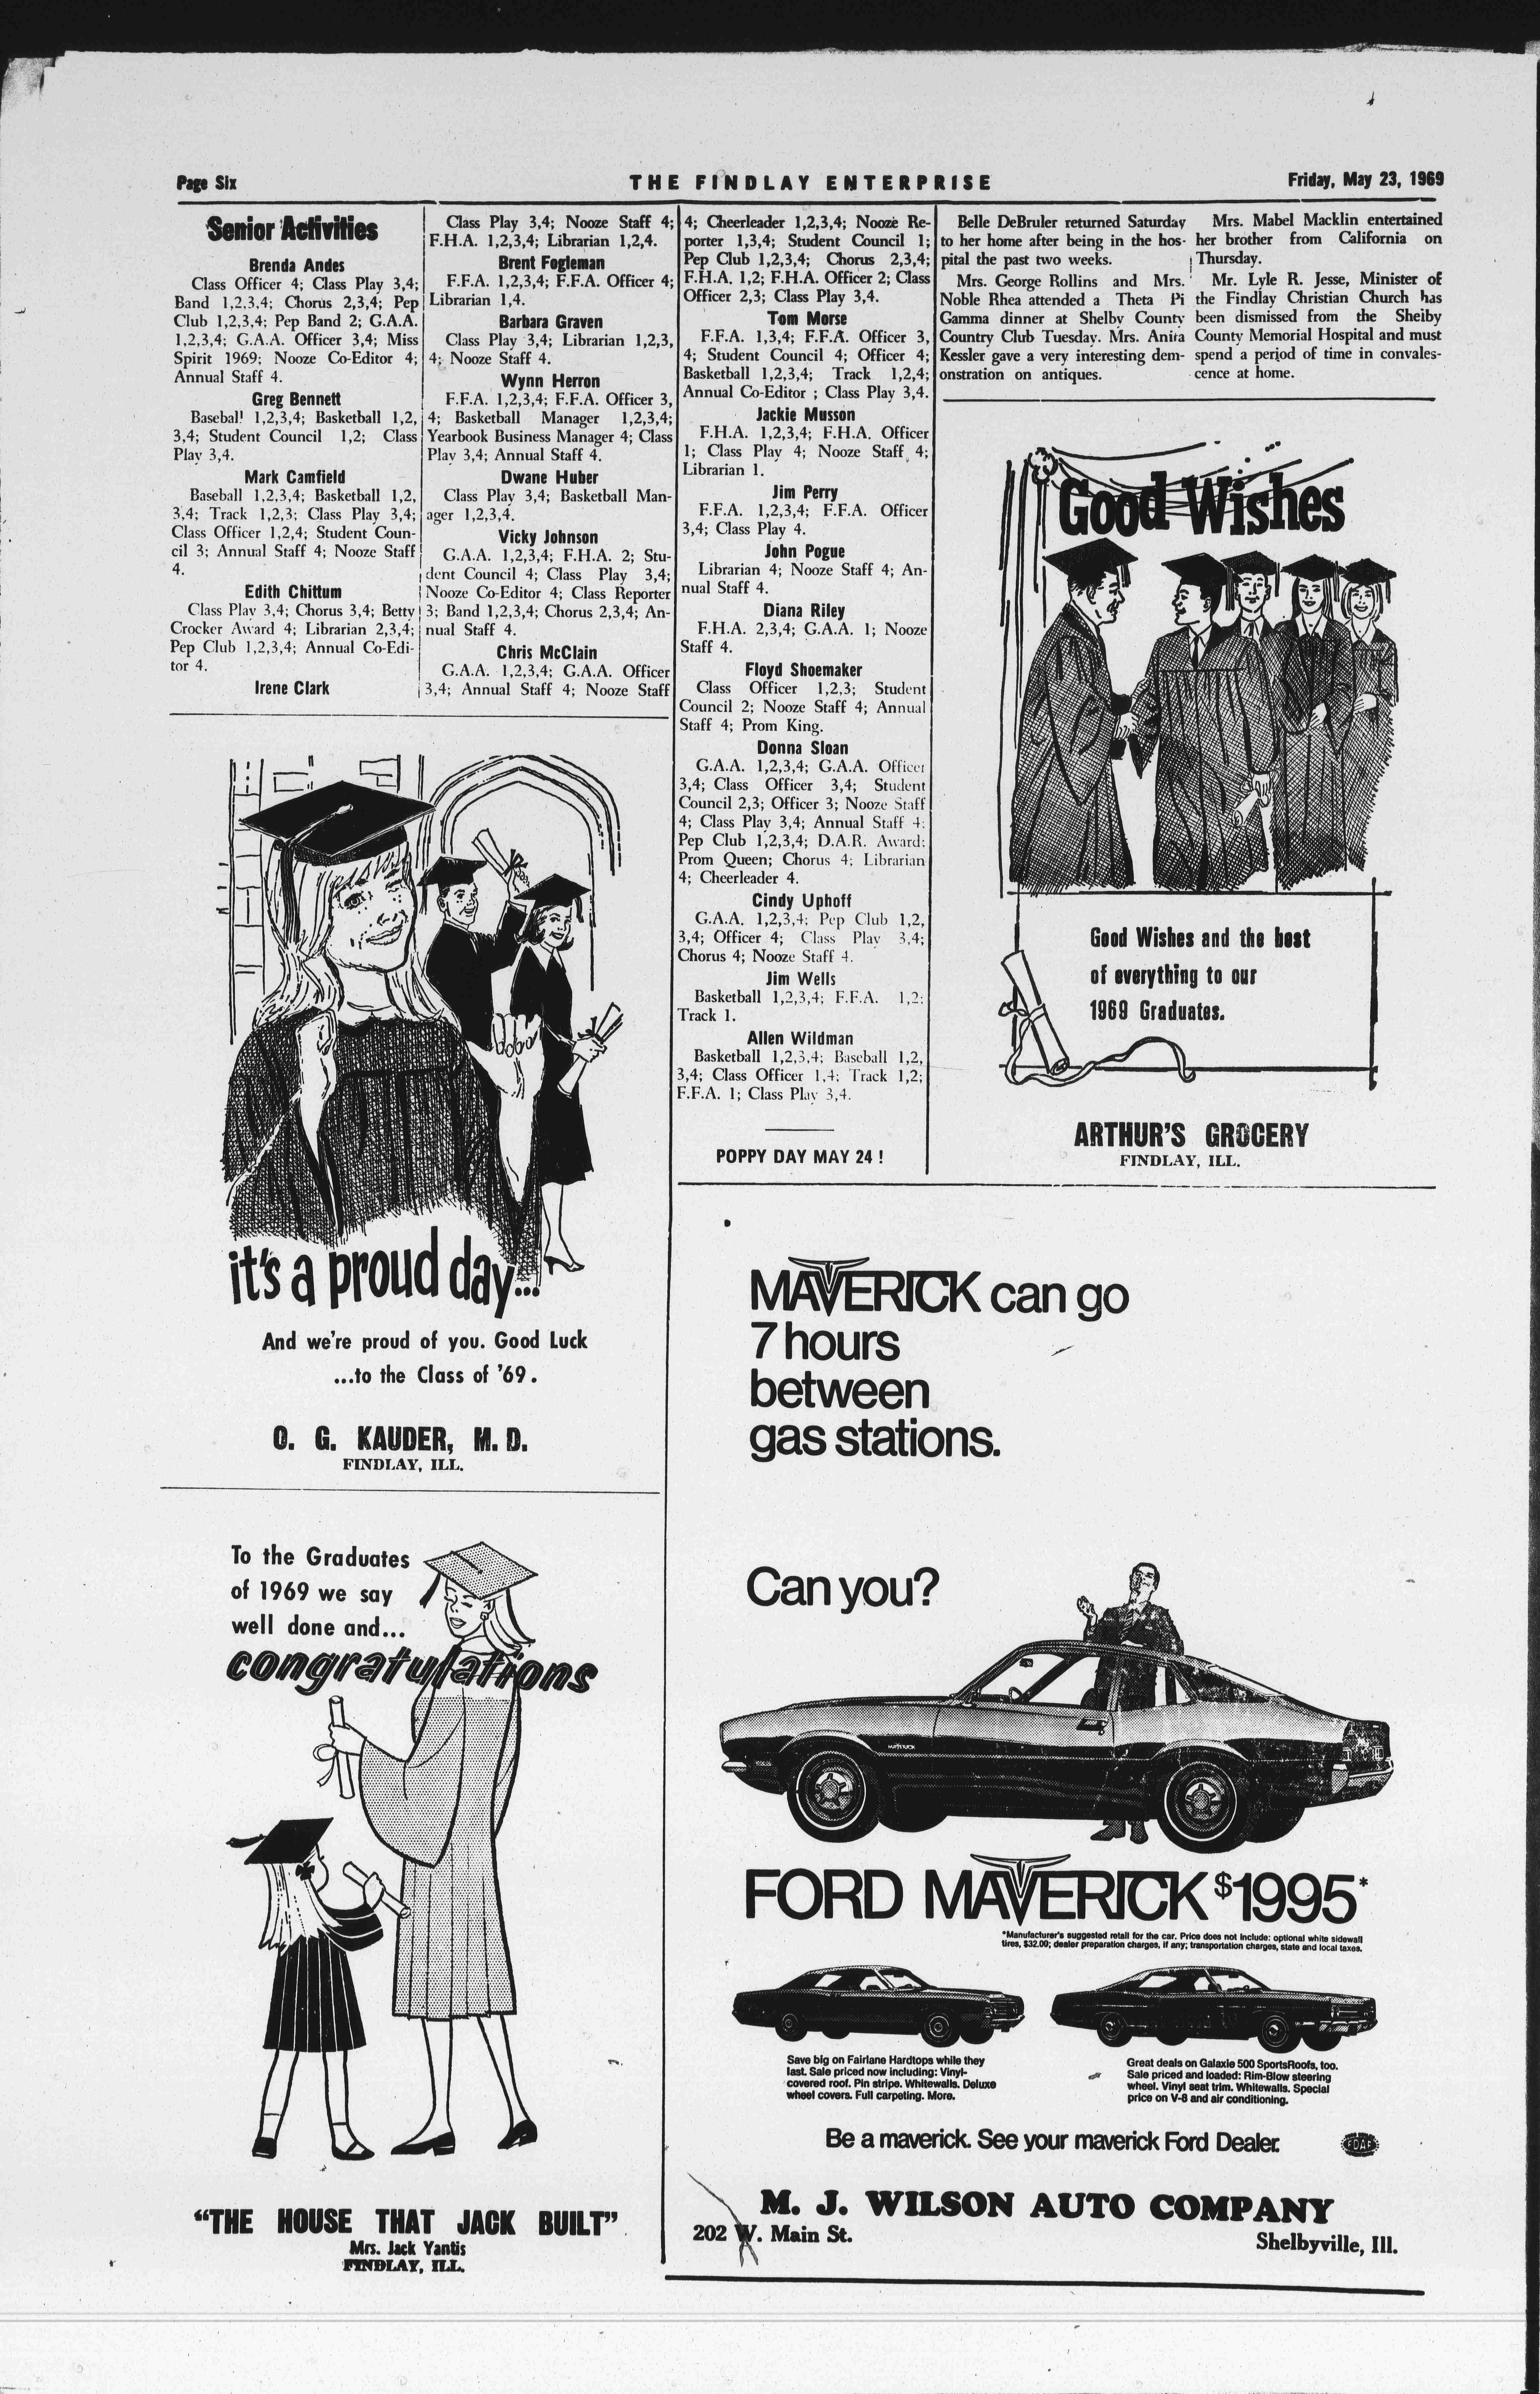 Page Six
THE FINDLAY ENTERPRISE
Friday, May 23, 1969
Senior Activities
Brenda Andes
Class Officer 4; Class Play 3,4;
Band 1,2,3,4; Chorus 2,3,4; Pep
Club 1,2,3,4; Pep Band 2; G.A.A.
1,2,3,4; G.A.A. Officer 3,4; Miss
Spirit 1969; Nooze Co-Editor 4;
Annual Staff 4.
Greg Bennett
Baseball 1,2,3,4; Basketball 1,2,
3,4; Student Council 1,2; Class
Play 3,4.
Mark Camfield
Baseball 1,2,3,4; Basketball 1,2,
3,4; Track 1,2,3; Class Play 3,4;
Class Officer 1,2,4; Student Coun-
cil 3; Annual Staff 4; Nooze Staff
4.
Edith Chittum
Class Play 3,4; Chorus 3,4; Betty
Crocker Award 4; Librarian 2,3,4;
Pep Club 1,2,3,4; Annual Co-Edi-
tor 4.
Irene Clark
Class Play 3,4; Nooze Staff 4;
F.H.A. 1,2,3,4; Librarian 1,2,4.
Brent Fogleman
F.F.A. 1,2,3,4; F.F.A. Officer 4;
Librarian 1,4.
Barbara Graven
Class Play 3,4; Librarian 1,2,3,
4; Nooze Staff 4.
Wynn Herron
F.F.A. 1,2,3,4; F.F.A. Officer 3,
4; Basketball Manager 1,2,3,4;
Yearbook Business Manager 4; Class
Play 3,4; Annual Staff 4.
Dwane Huber
Class Play 3,4; Basketball Man-
ager 1,2,3,4.
Vicky Johnson
G.A.A. 1,2,3,4; F.H.A. 2; Stu-
dent Council 4; Class Play 3,4;
Nooze Co-Editor 4; Class Reporter
3; Band 1,2,3,4; Chorus 2,3,4; An-
nual Staff 4.
Chris McClain
G.A.A. 1,2,3,4; G.A.A. Officer
3,4; Annual Staff 4; Nooze Staff
4; Cheerleader 1,2,3,4; Nooze Re-
porter 1,3,4; Student Council 1;
Pep Club 1,2,3,4; Chorus 2,3,4;
F.H.A. 1,2; F.H.A. Officer 2; Class
Officer 2,3; Class Play 3,4.
Tom Morse
F.F.A. 1,3,4; F.F.A. Officer 3,
4; Student Council 4; Officer 4;
Basketball 1,2,3,4; Track 1,2,4;
Annual Co-Editor ; Class Play 3,4.
Jackie Musson
F.H.A. 1,2,3,4; F.H.A. Officer
1; Class Play 4; Nooze Staff 4;
Librarian 1.
Jim Perry
F.F.A. 1,2,3,4; F.F.A. Officer
3,4; Class Play 4.
John Pogue
Librarian 4; Nooze Staff 4; An-
nual Staff 4.
Diana Riley
F.H.A. 2,3,4; G.A.A. 1; Nooze
Staff 4.
Floyd Shoemaker
Class Officer 1,2,3; Student
Council 2; Nooze Staff 4; Annual
Staff 4; Prom King.
Donna Sloan
G.A.A. 1,2,3,4; G.A.A. Officer
3,4; Class Officer 3,4; Student
Council 2,3; Officer 3; Nooze Staff
4; Class Play 3,4; Annual Staff 4;
Pep Club 1,2,3,4; D.A.R. Award;
Prom Queen; Chorus 4; Librarian
4; Cheerleader 4.
Cindy Uphoff
G.A.A. 1,2,3,4; Pep Club 1,2,
3,4; Officer 4; Class Play 3,4;
Chorus 4; Nooze Staff 4.
Jim Wells
Basketball 1,2,3,4; F.F.A. 1,2;
Track 1.
Allen Wildman
Basketball 1,2,3,4; Baseball 1,2,
3,4; Class Officer 1,4; Track 1,2;
F.F.A. 1; Class Play 3,4.
POPPY DAY MAY 24 !
Belle DeBruler returned Saturday
to her home after being in the hos-
pital the past two weeks.
Mrs. George Rollins and Mrs.
Noble Rhea attended a Theta Pi
Gamma dinner at Shelby County
Country Club Tuesday. Mrs. Anita
Kessler gave a very interesting dem-
onstration on antiques.
Mrs. Mabel Macklin entertained
her brother from California on
Thursday.
Mr. Lyle R. Jesse, Minister of
the Findlay Christian Church has
been dismissed from the Shelby
County Memorial Hospital and must
spend a period of time in convales-
cence at home.
Good Wishes
Good Wishes and the best
of everything to our
1969 Graduates.
ARTHUR'S GROCERY
FINDLAY, ILL.
it's a proud day...
And we're proud of you. Good Luck
...to the Class of '69.
O. G. KAUDER, M. D.
FINDLAY, ILL.
To the Graduates
of 1969 we say
well done and...
congratulations
"THE HOUSE THAT JACK BUILT"
Mrs. Jack Yantis
FINDLAY, ILL.
MAVERICK can go
7 hours
between
gas stations.
Can you?
MAVERICK
FORD MAVERICK $1995*
*Manufacturer's suggested retail for the car. Price does not include: optional white sidewall
tires, $32.00; dealer preparation charges, if any; transportation charges, state and local taxes.
Save big on Fairlane Hardtops while they
last. Sale priced now including: Vinyl-
covered roof. Pin stripe. Whitewalls. Deluxe
wheel covers. Full carpeting. More.
Great deals on Galaxie 500 SportsRoofs, too.
Sale priced and loaded: Rim-Blow steering
wheel. Vinyl seat trim. Whitewalls. Special
price on V-8 and air conditioning.
Be a maverick. See your maverick Ford Dealer.
FDAF
M. J. WILSON AUTO COMPANY
202 W. Main St.
Shelbyville, Ill.